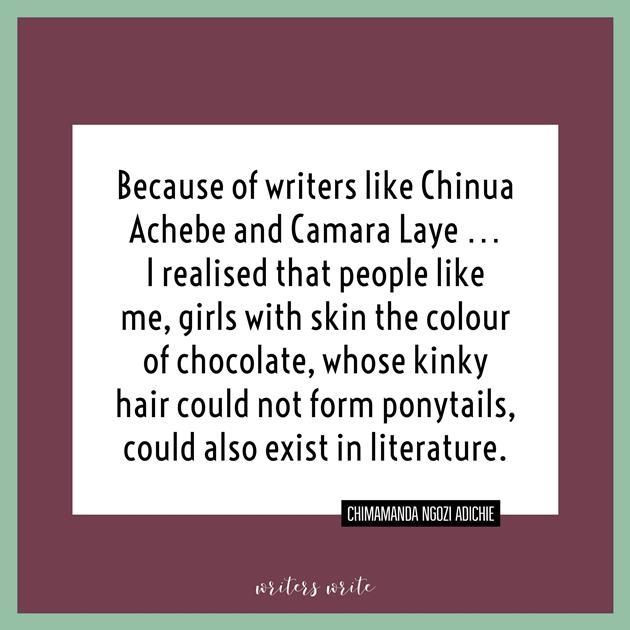 Because of writers like Chinua
Achebe and Camara Laye ...
I realised that people like
me, girls with skin the colour
of chocolate, whose kinky
hair could not form ponytails,
could also exist in literature.
CHIMAMANDA NGOZI ADICHIE
writers write